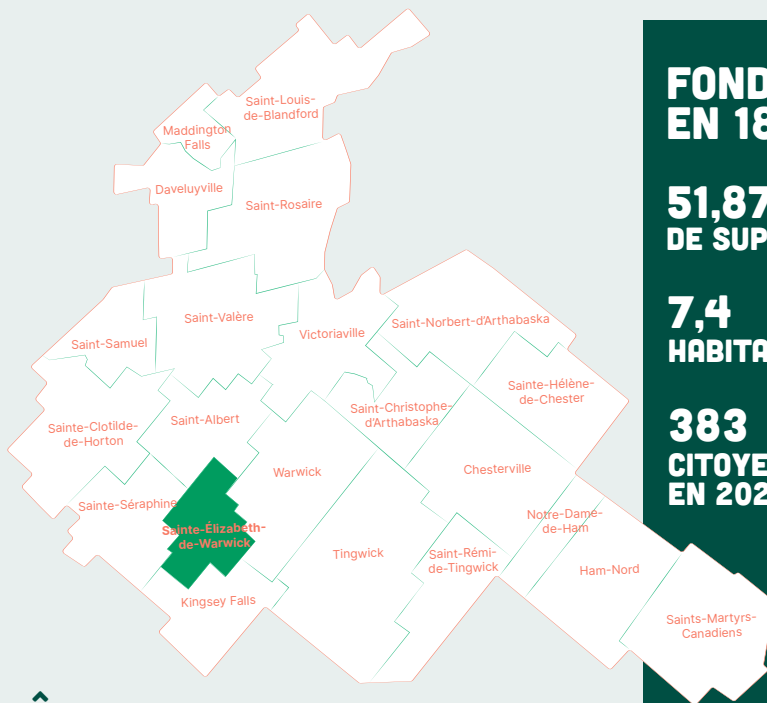 Saint-Louis-
de-Blandford
Maddington
Falls
Daveluyville
Saint-Rosaire
Saint-Valère
Victoriaville
Saint-Norbert-d'Arthabaska
Saint-Samuel
Sainte-Hélène-
de-Chester
Saint-Christophe-
d'Arthabaska
Saint-Albert
Sainte-Clotilde-
de-Horton
Warwick
Chesterville
Sainte-Séraphine
Notre-Dame-
de-Ham
Sainte-Élizabeth-
de-Warwick
Tingwick
Saint-Rémi-
de-Tingwick
Ham-Nord
Kingsey Falls
Saints-Martyrs-
Canadiens
FOND
EN 18
51,87
DE SUP
7,4
HABITA
383
CITOYE
EN 202